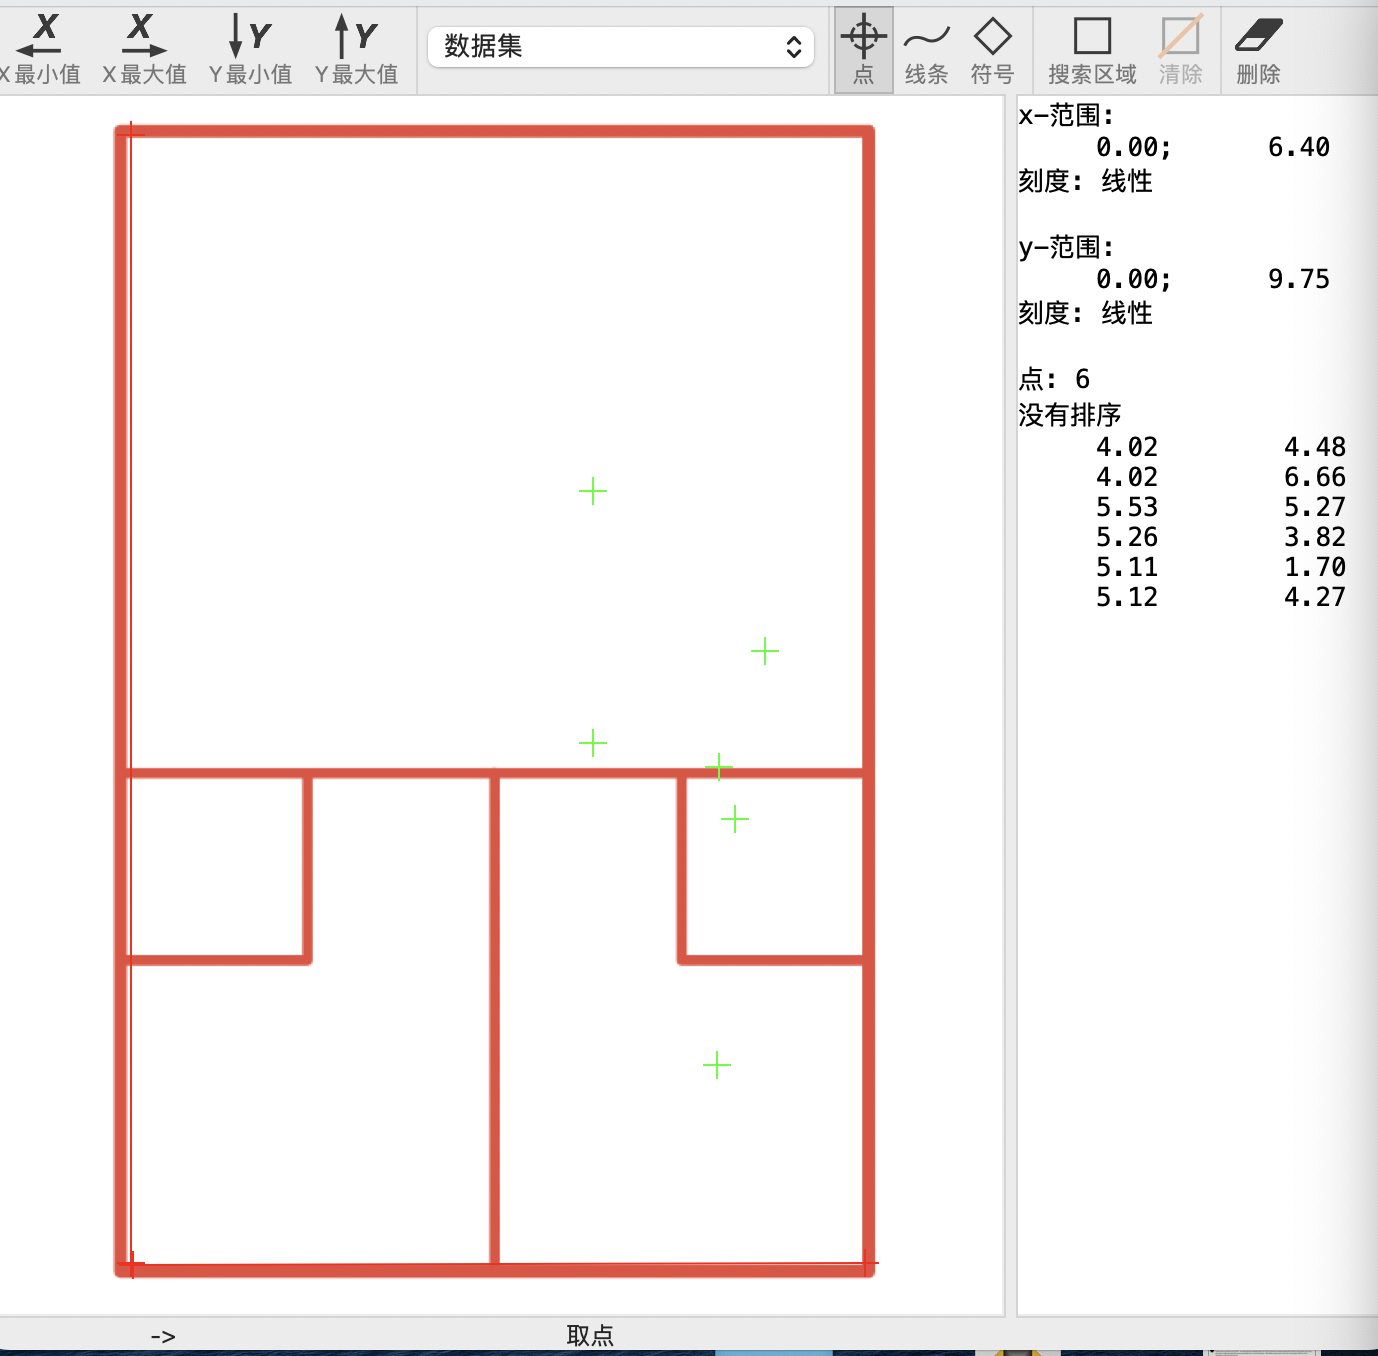 X X Y Y
X 最小值 X 最大值 Y 最小值 Y 最大值 数据集 点 线条 符号 搜索区域 清除 删除
x-范围:
0.00; 6.40
刻度: 线性
y-范围:
0.00; 9.75
刻度: 线性
点: 6
没有排序
4.02 4.48
4.02 6.66
5.53 5.27
5.26 3.82
5.11 1.70
5.12 4.27
-> 取点